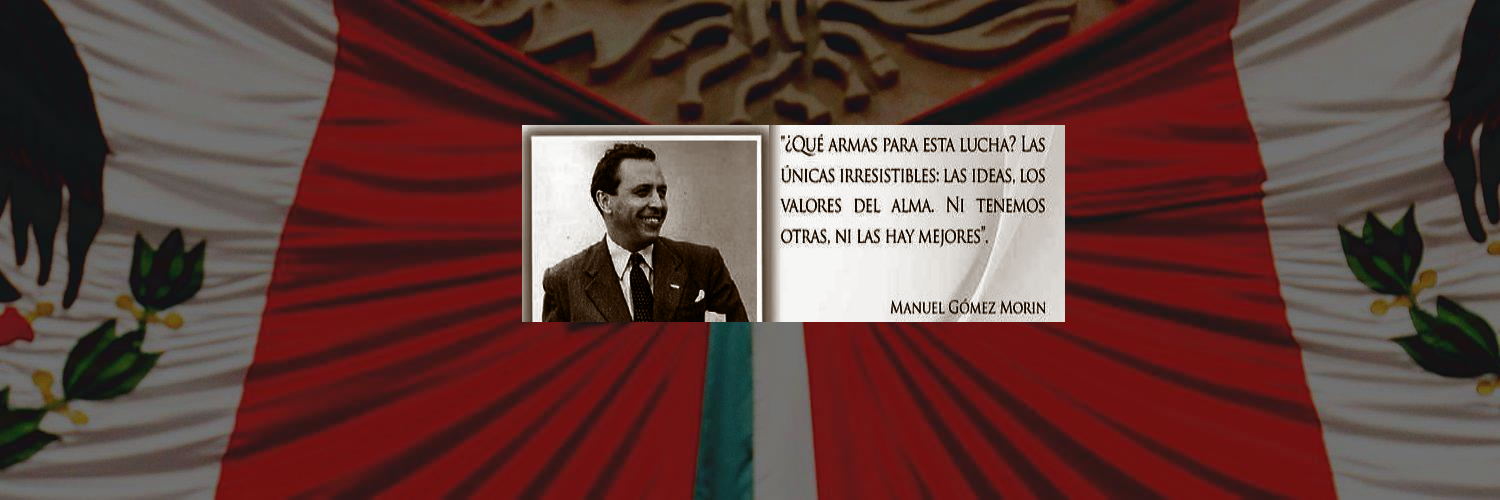 "¿QUÉ ARMAS PARA ESTA LUCHA? LAS
ÚNICAS IRRESISTIBLES: LAS IDEAS, LOS
VALORES DEL ALMA. NI TENEMOS
OTRAS, NI LAS HAY MEJORES".
MANUEL GÓMEZ MORIN